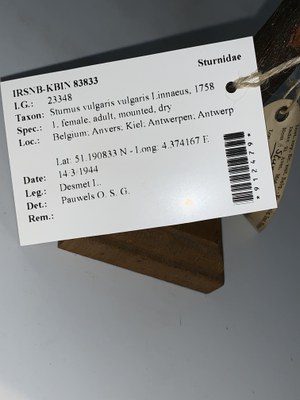 Sturnidae
IRSNB-KBIN 83833
I.G.: 23348
Taxon: Sturnus vulgaris vulgaris Linnaeus, 1758
Spec.: 1, female, adult, mounted, dry
Loc.: Belgium; Anvers; Kiel; Antwerpen; Antwerp
Lat: 51.190833 N - Long: 4.374167 E
Date: 14/3/1944
Leg.: Desmet L.
Det.: Pauwels O. S. G.
Rem.:
*912479*